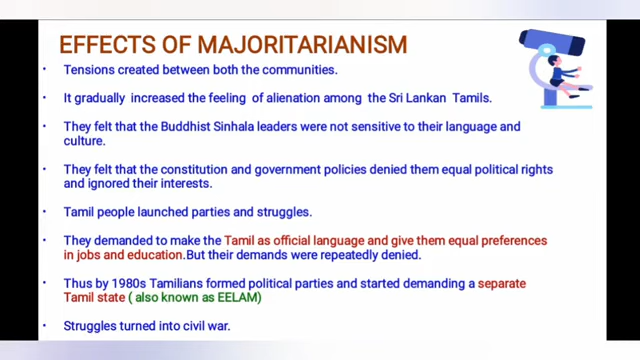 EFFECTS OF MAJORITARIANISM
• Tensions created between both the communities.
• It gradually increased the feeling of alienation among the Sri Lankan Tamils.
• They felt that the Buddhist Sinhala leaders were not sensitive to their language and
culture.
• They felt that the constitution and government policies denied them equal political rights
and ignored their interests.
• Tamil people launched parties and struggles.
• They demanded to make the Tamil as official language and give them equal preferences
in jobs and education.But their demands were repeatedly denied.
• Thus by 1980s Tamilians formed political parties and started demanding a separate
Tamil state ( also known as EELAM)
• Struggles turned into civil war.